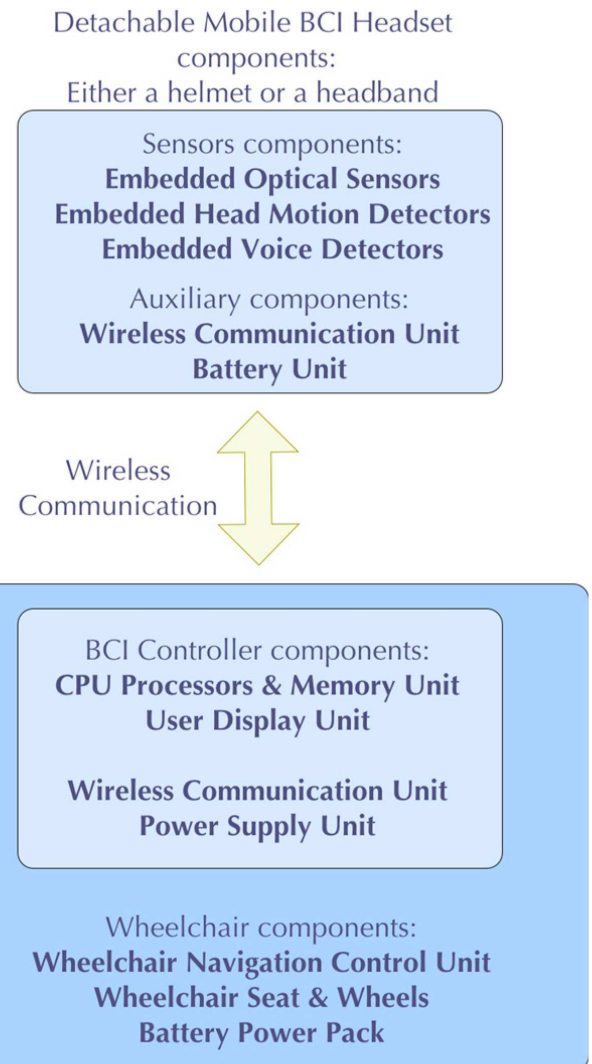 Detachable Mobile BCI Headset
components:
Either a helmet or a headband
Sensors components:
Embedded Optical Sensors
Embedded Head Motion Detectors
Embedded Voice Detectors
Auxiliary components:
Wireless Communication Unit
Battery Unit
Wireless
Communication
BCI Controller components:
CPU Processors & Memory Unit
User Display Unit
Wireless Communication Unit
Power Supply Unit
Wheelchair components:
Wheelchair Navigation Control Unit
Wheelchair Seat & Wheels
Battery Power Pack